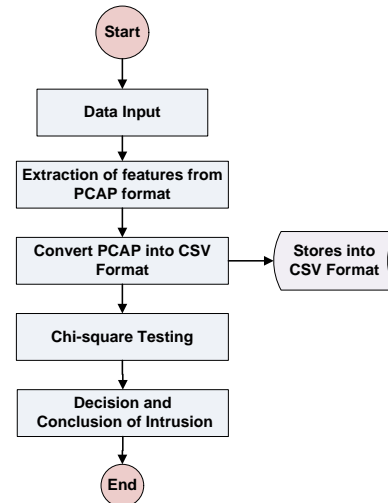 Start
Data Input
Extraction of features from
PCAP format
Convert PCAP into CSV
Format
Stores into
CSV Format
Chi-square Testing
Decision and
Conclusion of Intrusion
End